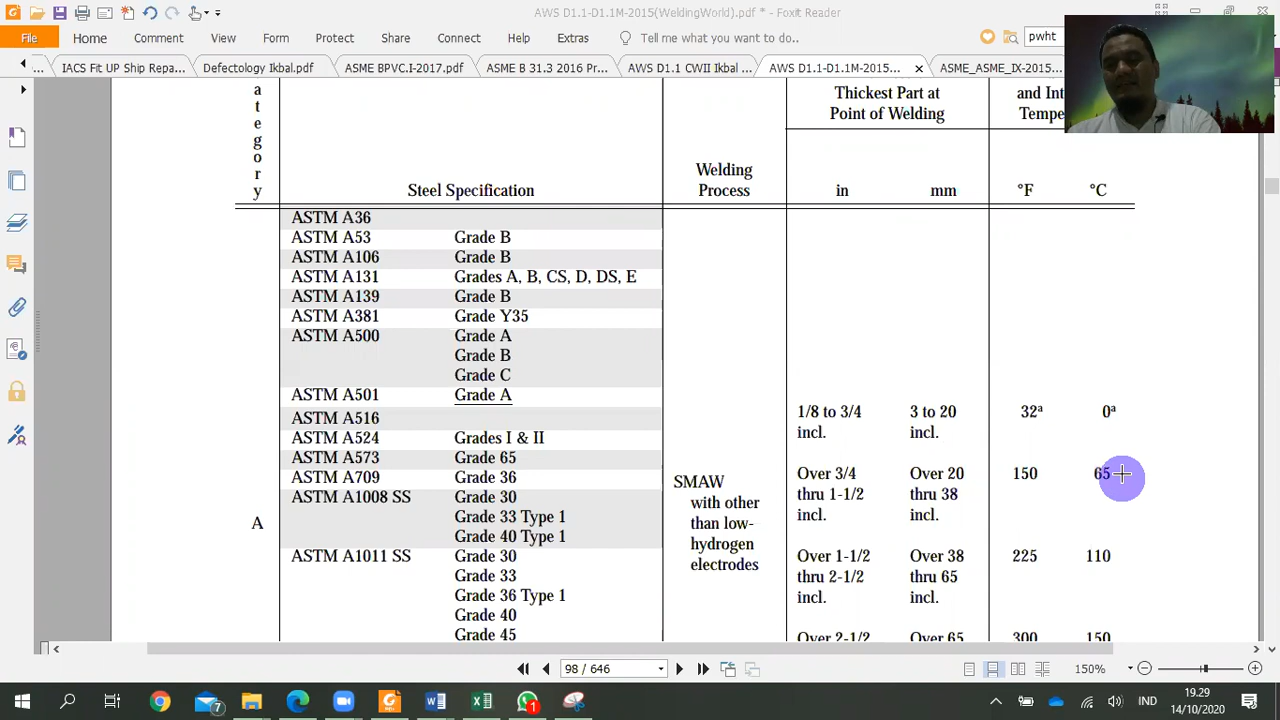 AWS D1.1-D1.1M-2015(WeldingWorld).pdf * - Foxit Reader
File Home Comment View Form Protect Share Connect Help Extras Tell me what you want to do.. pwht
... IACS Fit UP Ship Repa... Defectology Ikbal.pdf ASME BPVC.I-2017.pdf ASME B 31.3 2016 Pr... AWS D1.1 CWII Ikbal ... AWS D1.1-D1.1M-2015... × ASME_ASME_IX-2015...
a
t
e
g
o
r
y
Steel Specification
Welding
Process
Thickest Part at
Point of Welding
in mm
and Int
Tempe
°F °C
ASTM A36
ASTM A53 Grade B
ASTM A106 Grade B
ASTM A131 Grades A, B, CS, D, DS, E
ASTM A139 Grade B
ASTM A381 Grade Y35
ASTM A500 Grade A
Grade B
Grade C
ASTM A501 Grade A
ASTM A516
ASTM A524 Grades I & II
ASTM A573 Grade 65
ASTM A709 Grade 36
ASTM A1008 SS Grade 30
Grade 33 Type 1
Grade 40 Type 1
ASTM A1011 SS Grade 30
Grade 33
Grade 36 Type 1
Grade 40
Grade 45
A
SMAW
with other
than low-
hydrogen
electrodes
1/8 to 3/4 3 to 20 32ª 0ª
incl. incl.
Over 3/4 Over 20 150 65
thru 1-1/2 thru 38
incl. incl.
Over 1-1/2 Over 38 225 110
thru 2-1/2 thru 65
incl. incl.
Over 2-1/2 Over 65 300 150
98 / 646
150%
7
1
IND
19.29
14/10/2020